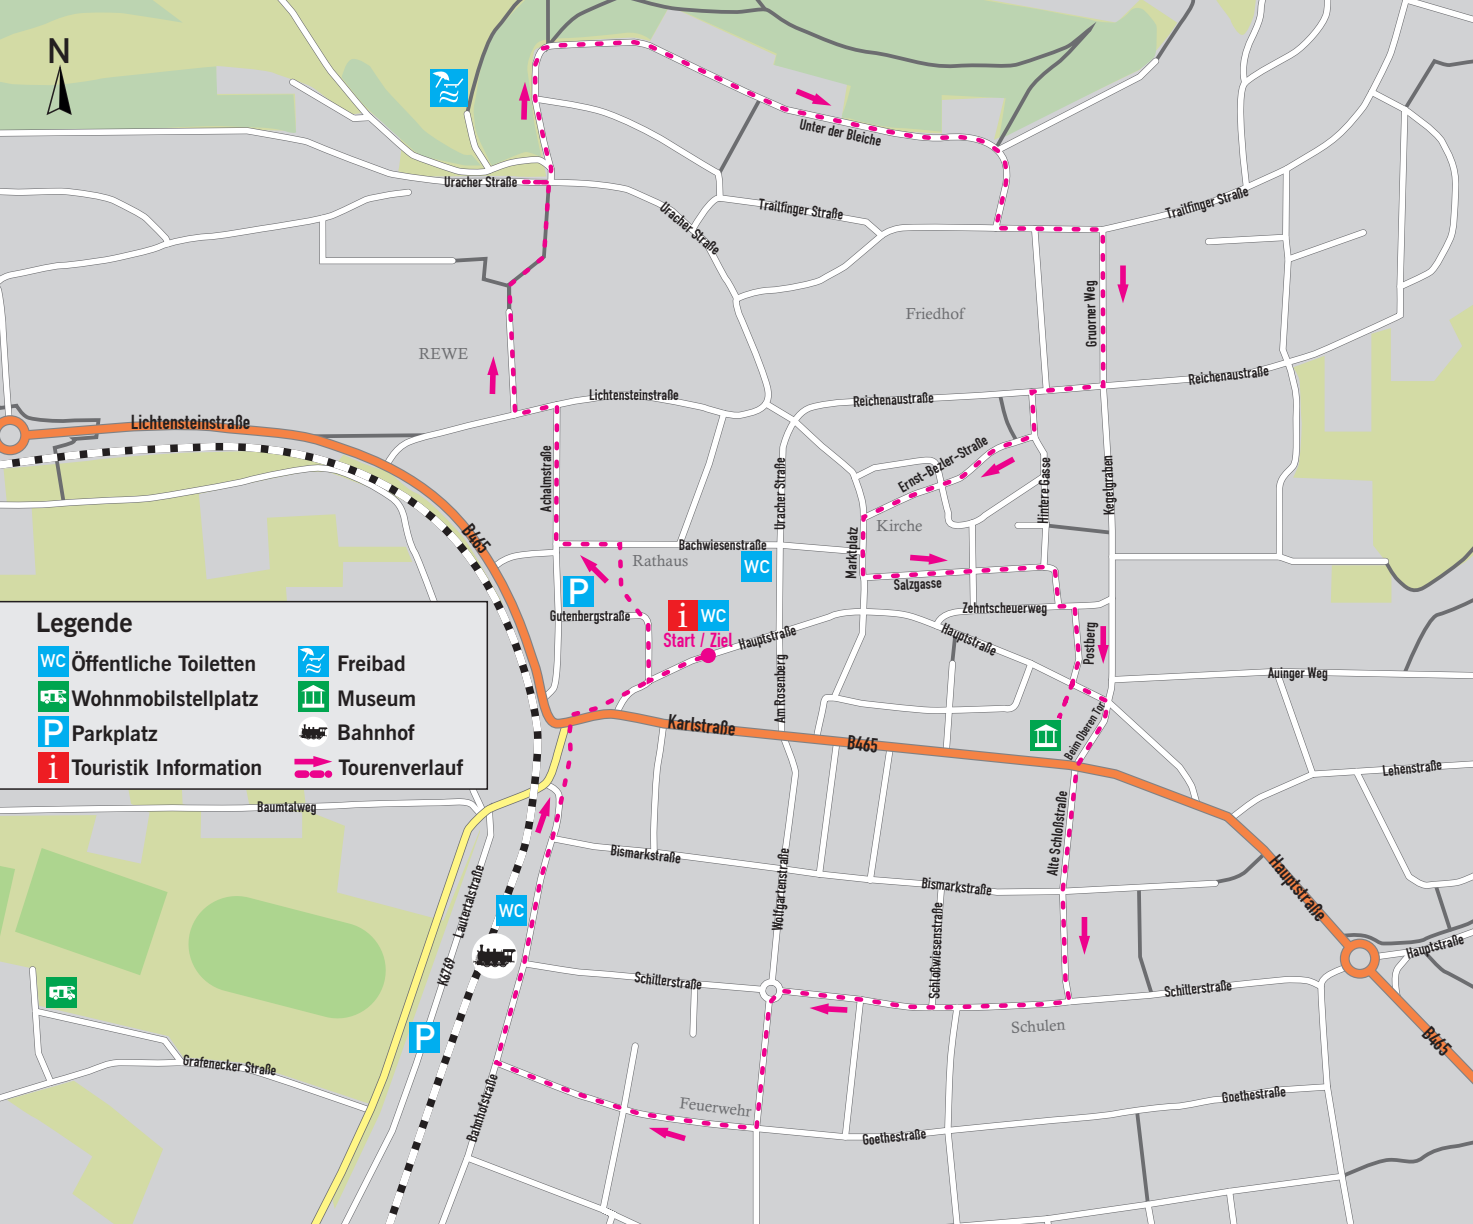 N
Uracher Straße
Unter der Bleiche
Uracher Straße
Trailfinger Straße
Trailfinger Straße
Gruorner Weg
Friedhof
REWE
Lichtensteinstraße
Lichtensteinstraße
Reichenaustraße
Reichenaustraße
Achalmstraße
Uracher Straße
Ernst-Bezler-Straße
Hintere Gasse
Kegelgraben
B465
Kirche
Marktplatz
Bachwiesenstraße
Rathaus
WC
P
Salzgasse
Gutenbergstraße
i
WC
Start / Ziel
Hauptstraße
Zehntscheuerweg
Hauptstraße
Postberg
Am Rosenberg
Auinger Weg
Beim Oberen Tor
Karlstraße
B465
Legende
WC Öffentliche Toiletten
Freibad
Wohnmobilstellplatz
Museum
P Parkplatz
Bahnhof
i Touristik Information
Tourenverlauf
Lehenstraße
Baumtalweg
Alte Schloßstraße
Bismarkstraße
Bismarkstraße
Wolfgartenstraße
Schloßwiesenstraße
Hauptstraße
Hauptstraße
Lautertalstraße
K6769
WC
P
Schillerstraße
Schillerstraße
Schulen
B465
Grafenecker Straße
Bahnhofstraße
Feuerwehr
Goethestraße
Goethestraße